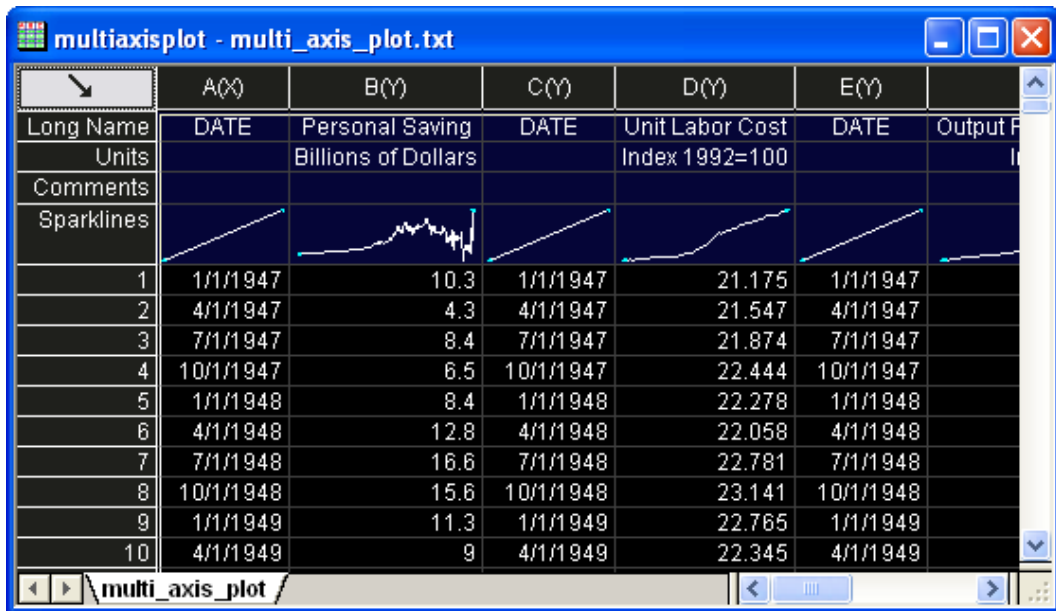 multiaxisplot - multi_axis_plot.txt
A(X) B(Y) C(Y) D(Y) E(Y)
Long Name DATE Personal Saving DATE Unit Labor Cost DATE Output
Units Billions of Dollars Index 1992=100
Comments
Sparklines
1 1/1/1947 10.3 1/1/1947 21.175 1/1/1947
2 4/1/1947 4.3 4/1/1947 21.547 4/1/1947
3 7/1/1947 8.4 7/1/1947 21.874 7/1/1947
4 10/1/1947 6.5 10/1/1947 22.444 10/1/1947
5 1/1/1948 8.4 1/1/1948 22.278 1/1/1948
6 4/1/1948 12.8 4/1/1948 22.058 4/1/1948
7 7/1/1948 16.6 7/1/1948 22.781 7/1/1948
8 10/1/1948 15.6 10/1/1948 23.141 10/1/1948
9 1/1/1949 11.3 1/1/1949 22.765 1/1/1949
10 4/1/1949 9 4/1/1949 22.345 4/1/1949
multi_axis_plot